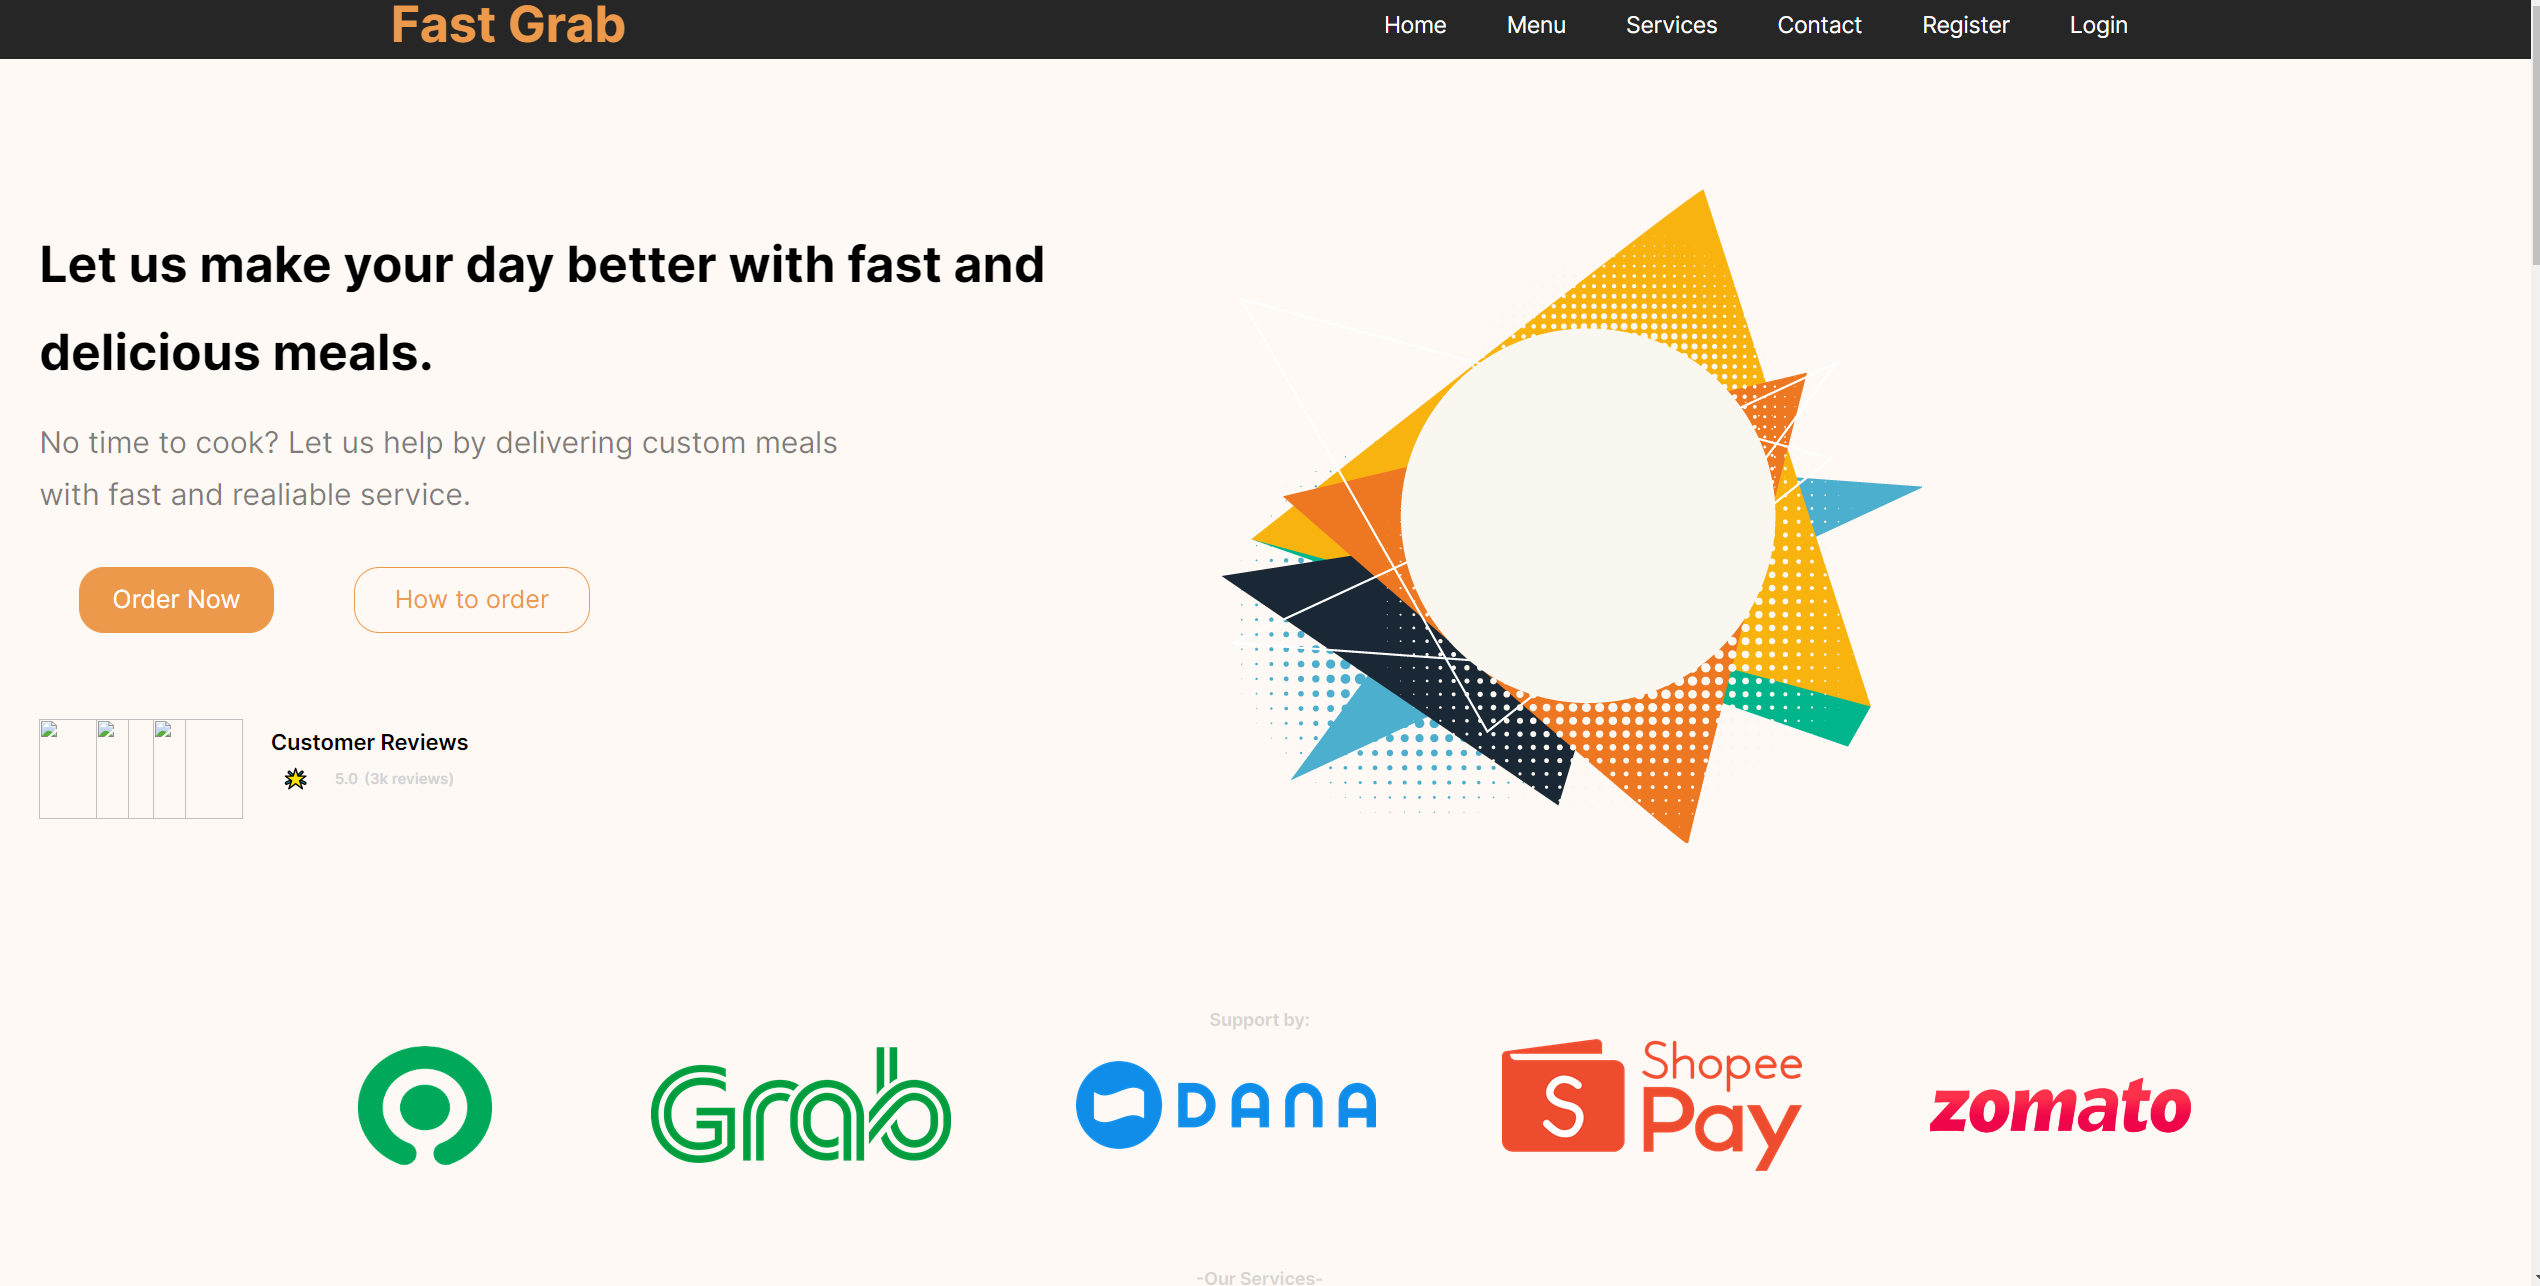 Fast Grab
Home Menu Services Contact Register Login
Let us make your day better with fast and
delicious meals.
No time to cook? Let us help by delivering custom meals
with fast and realiable service.
Order Now How to order
Customer Reviews
5.0 (3k reviews)
Support by:
Grab
DANA
S Shopee
Pay
zomato
-Our Services-